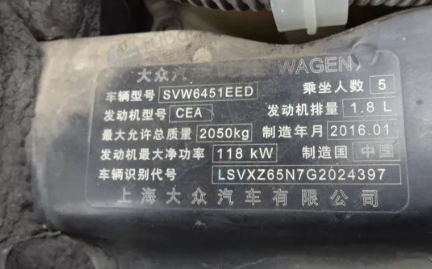 大众汽 WAGEN
车辆型号 SVW6451EED 乘坐人数 5
发动机型号 CEA 发动机排量 1.8 L
最大允许总质量 2050kg 制造年月 2016.01
发动机最大净功率 118 kW 制造国 中国
车辆识别代号 LSVXZ65N7G2024397
上海大众汽车有限公司